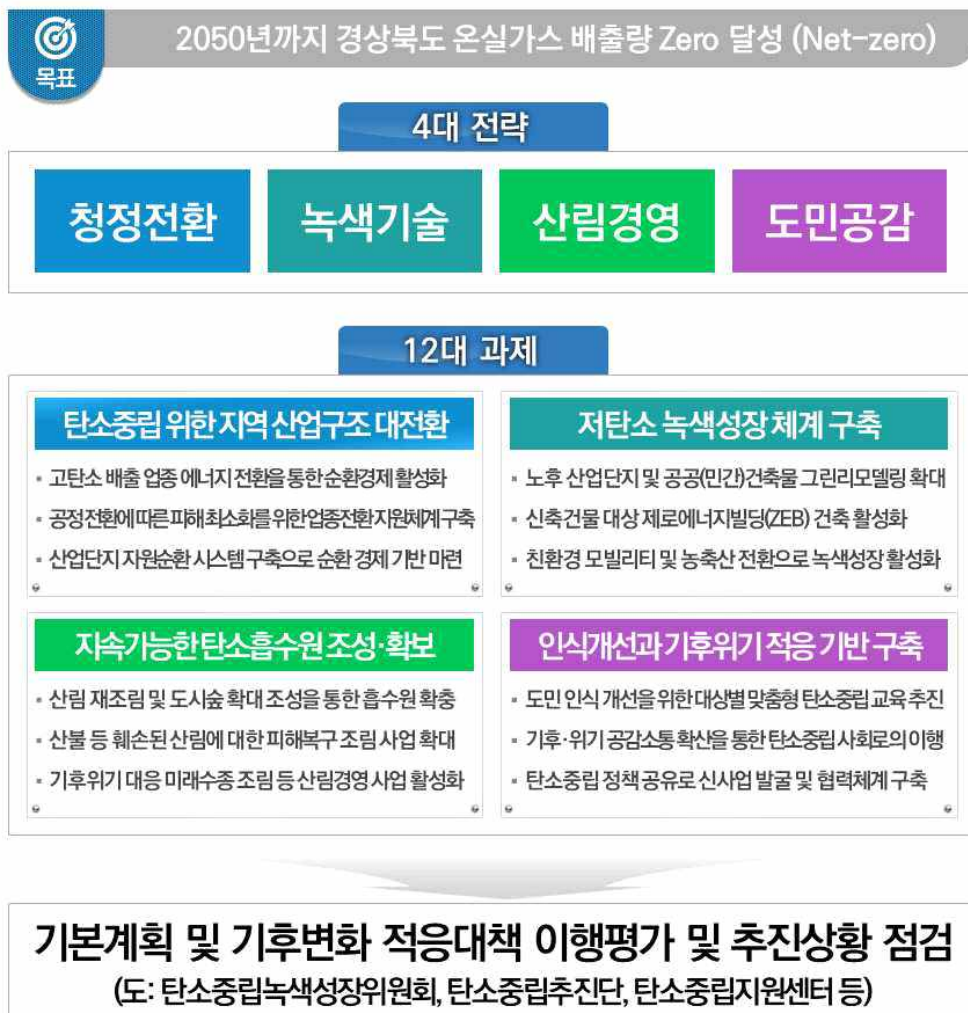 목표
2050년까지 경상북도 온실가스 배출량 Zero 달성 (Net-zero)
4대 전략
청정전환
녹색기술
산림경영
도민공감
12대 과제
탄소중립 위한 지역 산업구조 대전환
▪ 고탄소 배출 업종 에너지 전환을 통한 순환경제 활성화
▪ 공정전환에 따른 피해 최소화를 위한 업종전환 지원체계 구축
▪ 산업단지 자원순환 시스템 구축으로 순환 경제 기반 마련
저탄소 녹색성장 체계 구축
▪ 노후 산업단지 및 공공(민간)건축물 그린리모델링 확대
▪ 신축건물 대상 제로에너지빌딩(ZEB) 건축 활성화
▪ 친환경 모빌리티 및 농축산 전환으로 녹색성장 활성화
지속가능한 탄소흡수원 조성·확보
▪ 산림 재조림 및 도시숲 확대 조성을 통한 흡수원 확충
▪ 산불 등 훼손된 산림에 대한 피해복구 조림 사업 확대
▪ 기후위기 대응 미래수종 조림 등 산림경영 사업 활성화
인식개선과 기후위기 적응 기반 구축
▪ 도민 인식 개선을 위한 대상별 맞춤형 탄소중립 교육 추진
▪ 기후·위기 공감소통 확산을 통한 탄소중립 사회로의 이행
▪ 탄소중립 정책 공유로 신사업 발굴 및 협력체계 구축
기본계획 및 기후변화 적응대책 이행평가 및 추진상황 점검
(도: 탄소중립녹색성장위원회, 탄소중립추진단, 탄소중립지원센터 등)